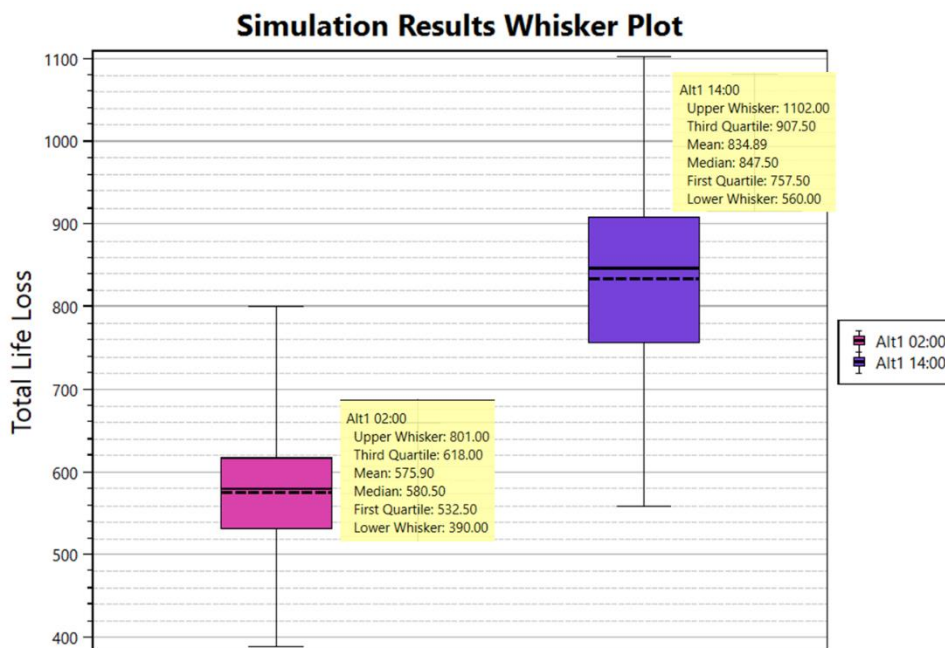 Simulation Results Whisker Plot
Total Life Loss
1100
1000
900
800
700
600
500
400
Alt1 14:00
Upper Whisker: 1102.00
Third Quartile: 907.50
Mean: 834.89
Median: 847.50
First Quartile: 757.50
Lower Whisker: 560.00
Alt1 02:00
Upper Whisker: 801.00
Third Quartile: 618.00
Mean: 575.90
Median: 580.50
First Quartile: 532.50
Lower Whisker: 390.00
Alt1 02:00
Alt1 14:00